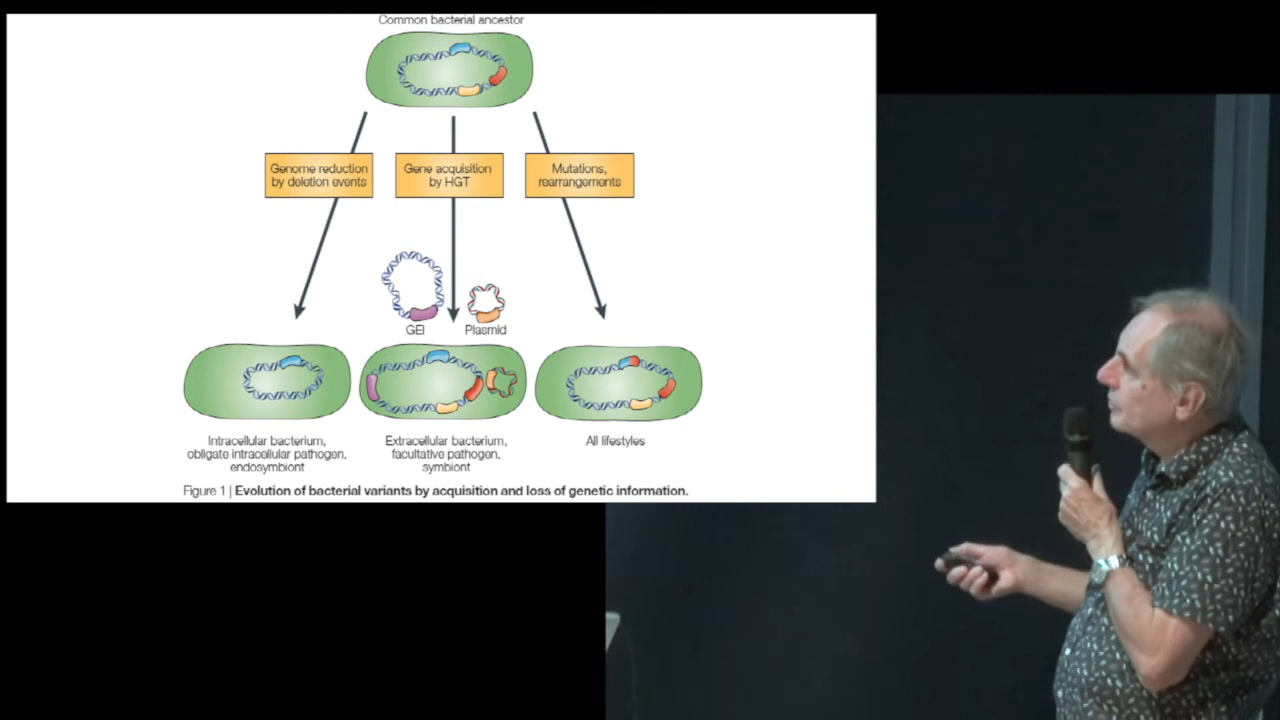 Common bacterial ancestor
Genome reduction
by deletion events
Gene acquisition
by HGT
Mutations,
rearrangements
GEI
Plasmid
Intracellular bacterium,
obligate intracellular pathogen,
endosymbiont
Extracellular bacterium,
facultative pathogen,
symbiont
All lifestyles
Figure 1 | Evolution of bacterial variants by acquisition and loss of genetic information.